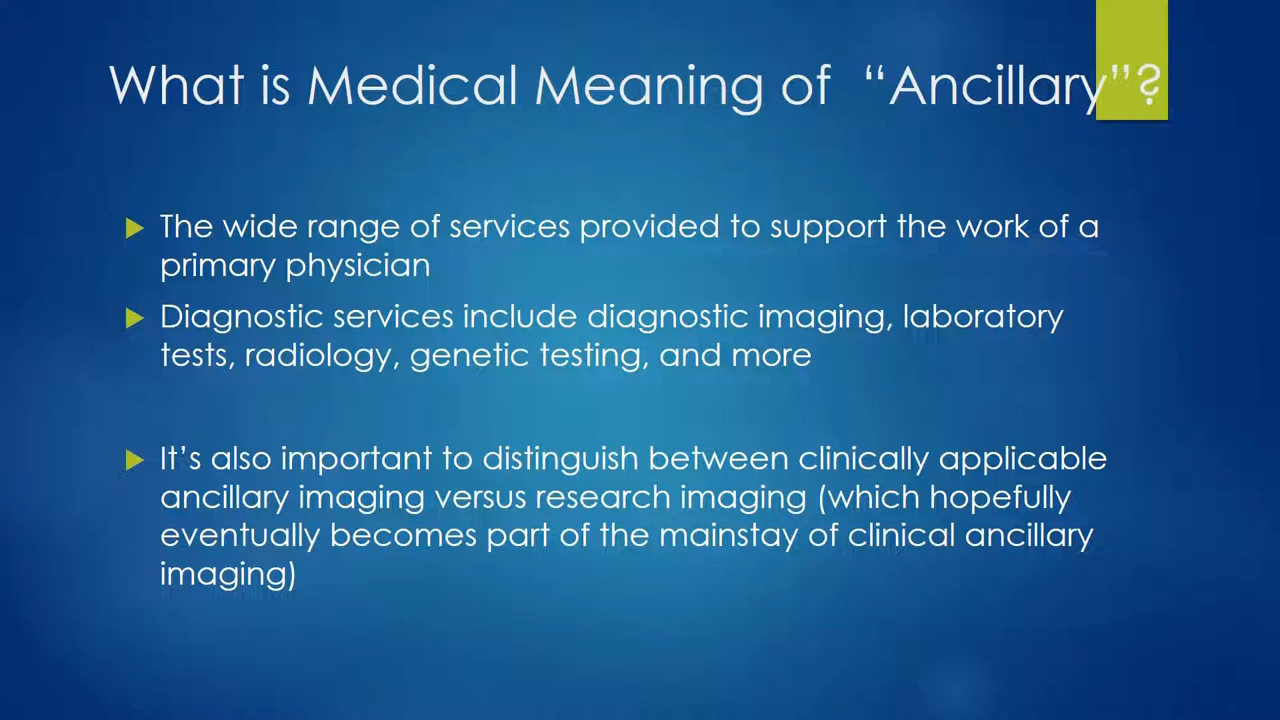 What is Medical Meaning of “Ancillary”?
The wide range of services provided to support the work of a
primary physician
Diagnostic services include diagnostic imaging, laboratory
tests, radiology, genetic testing, and more
It’s also important to distinguish between clinically applicable
ancillary imaging versus research imaging (which hopefully
eventually becomes part of the mainstay of clinical ancillary
imaging)